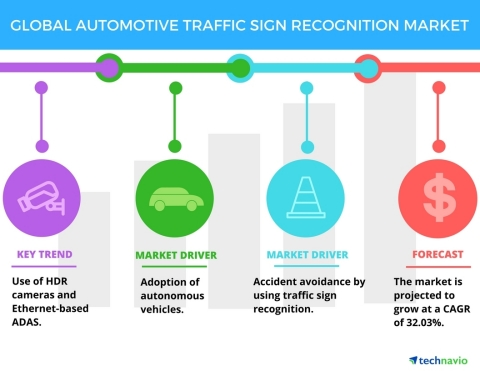 GLOBAL AUTOMOTIVE TRAFFIC SIGN RECOGNITION MARKET
KEY TREND
Use of HDR
cameras and
Ethernet-based
ADAS.
MARKET DRIVER
Adoption of
autonomous
vehicles.
MARKET DRIVER
Accident avoidance by
using traffic sign
recognition.
FORECAST
The market is
projected to
grow at a CAGR
of 32.03%.
technavio